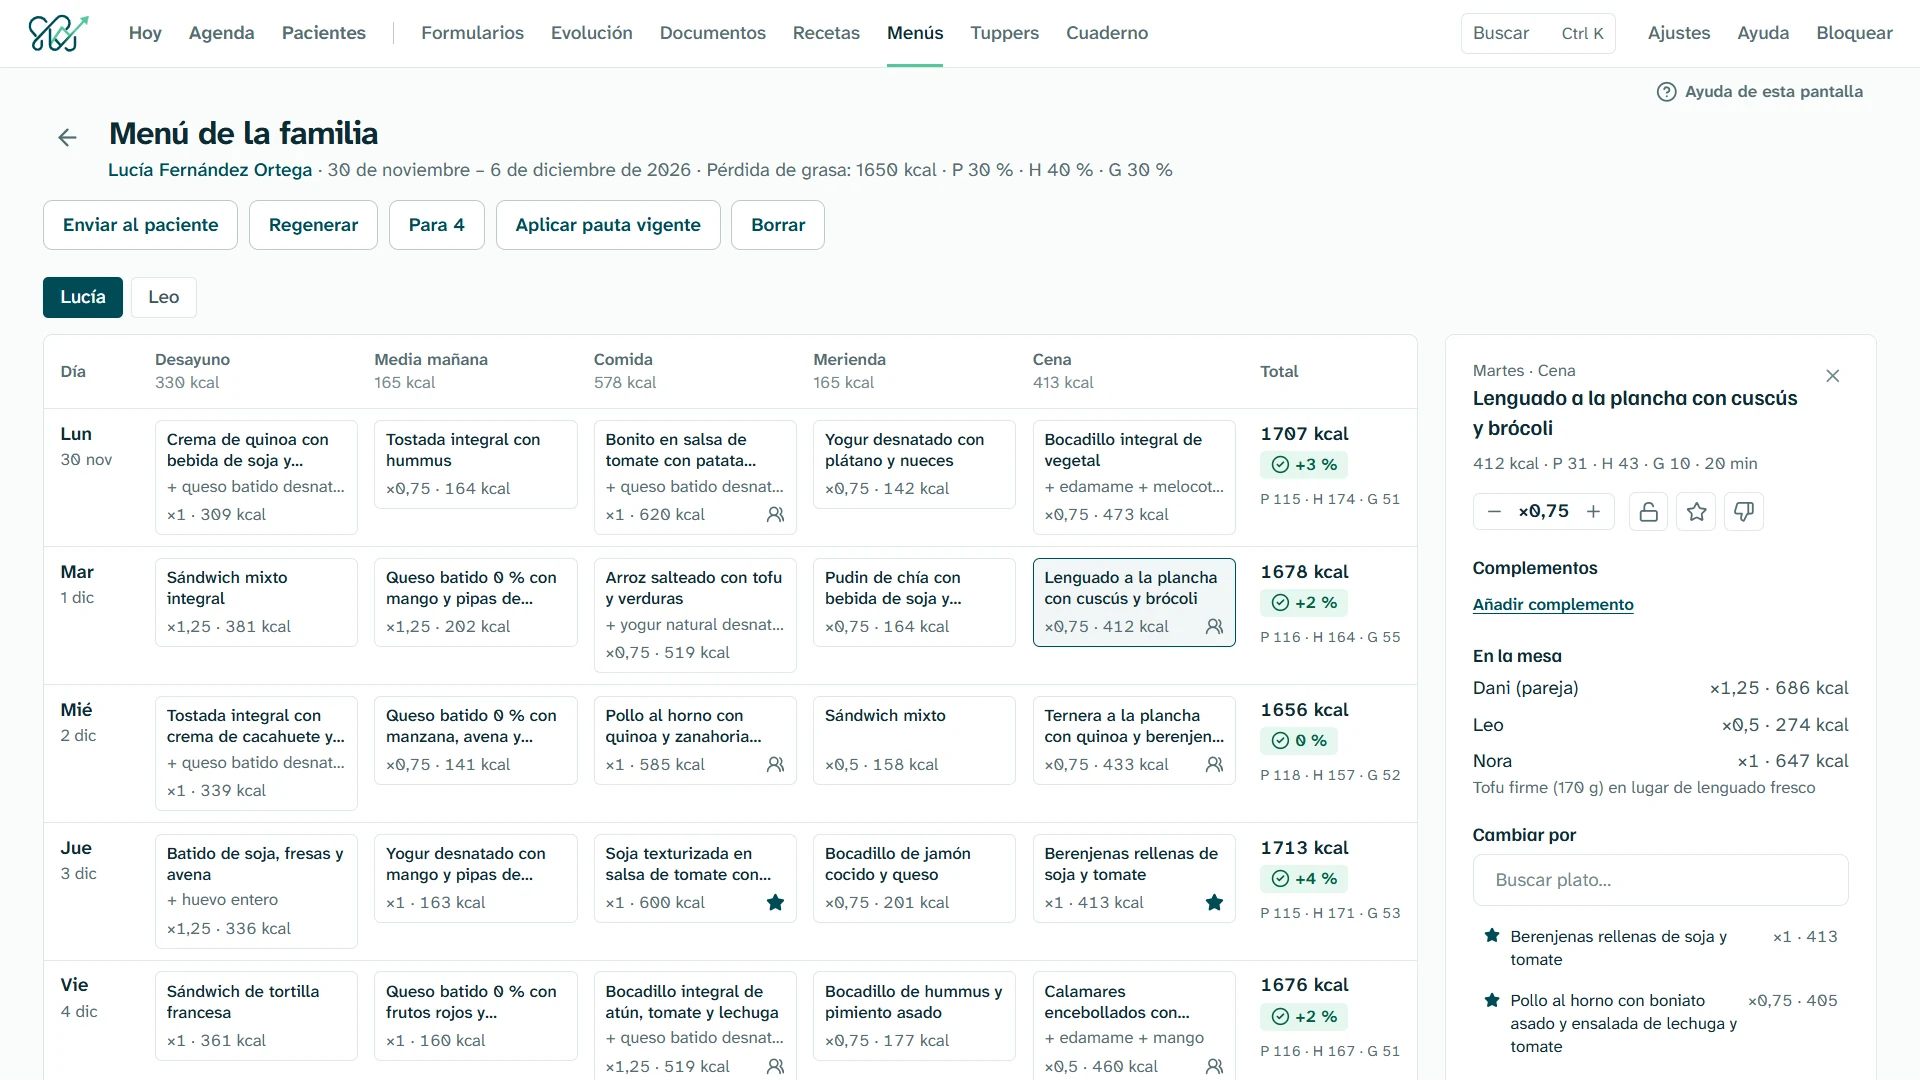 Hoy Agenda Pacientes Formularios Evolución Documentos Recetas Menús Tuppers Cuaderno Buscar Ctrl K Ajustes Ayuda Bloquear
Ayuda de esta pantalla
Menú de la familia
Lucía Fernández Ortega · 30 de noviembre – 6 de diciembre de 2026 · Pérdida de grasa: 1650 kcal · P 30 % · H 40 % · G 30 %
Enviar al paciente Regenerar Para 4 Aplicar pauta vigente Borrar
Lucía Leo
Día
Desayuno
330 kcal
Media mañana
165 kcal
Comida
578 kcal
Merienda
165 kcal
Cena
413 kcal
Total
Lun
30 nov
Crema de quinoa con
bebida de soja y...
+ queso batido desnat...
×1 · 309 kcal
Tostada integral con
hummus
×0,75 · 164 kcal
Bonito en salsa de
tomate con patata...
+ queso batido desnat...
×1 · 620 kcal
Yogur desnatado con
plátano y nueces
×0,75 · 142 kcal
Bocadillo integral de
vegetal
+ edamame + melocot...
×0,75 · 473 kcal
1707 kcal
+3 %
P 115 · H 174 · G 51
Mar
1 dic
Sándwich mixto
integral
×1,25 · 381 kcal
Queso batido 0 % con
mango y pipas de...
×1,25 · 202 kcal
Arroz salteado con tofu
y verduras
+ yogur natural desnat...
×0,75 · 519 kcal
Pudin de chía con
bebida de soja y...
×0,75 · 164 kcal
Lenguado a la plancha
con cuscús y brócoli
×0,75 · 412 kcal
1678 kcal
+2 %
P 116 · H 164 · G 55
Mié
2 dic
Tostada integral con
crema de cacahuete y...
+ queso batido desnat...
×1 · 339 kcal
Queso batido 0 % con
manzana, avena y...
×0,75 · 141 kcal
Pollo al horno con
quinoa y zanahoria...
×1 · 585 kcal
Sándwich mixto
×0,5 · 158 kcal
Ternera a la plancha
con quinoa y berenjen...
×0,75 · 433 kcal
1656 kcal
0 %
P 118 · H 157 · G 52
Jue
3 dic
Batido de soja, fresas y
avena
+ huevo entero
×1,25 · 336 kcal
Yogur desnatado con
mango y pipas de...
×1 · 163 kcal
Soja texturizada en
salsa de tomate con...
×1 · 600 kcal
Bocadillo de jamón
cocido y queso
×0,75 · 201 kcal
Berenjenas rellenas de
soja y tomate
×1 · 413 kcal
1713 kcal
+4 %
P 115 · H 171 · G 53
Vie
4 dic
Sándwich de tortilla
francesa
×1 · 361 kcal
Queso batido 0 % con
frutos rojos y...
×1 · 160 kcal
Bocadillo integral de
atún, tomate y lechuga
+ queso batido desnat...
×1,25 · 519 kcal
Bocadillo de hummus y
pimiento asado
×0,75 · 177 kcal
Calamares
encebollados con...
+ edamame + mango
×0,5 · 460 kcal
1676 kcal
+2 %
P 116 · H 167 · G 51
Martes · Cena
Lenguado a la plancha con cuscús
y brócoli
412 kcal · P 31 · H 43 · G 10 · 20 min
− ×0,75 +
Complementos
Añadir complemento
En la mesa
Dani (pareja) ×1,25 · 686 kcal
Leo ×0,5 · 274 kcal
Nora ×1 · 647 kcal
Tofu firme (170 g) en lugar de lenguado fresco
Cambiar por
Buscar plato...
Berenjenas rellenas de soja y ×1 · 413
tomate
Pollo al horno con boniato ×0,75 · 405
asado y ensalada de lechuga y
tomate